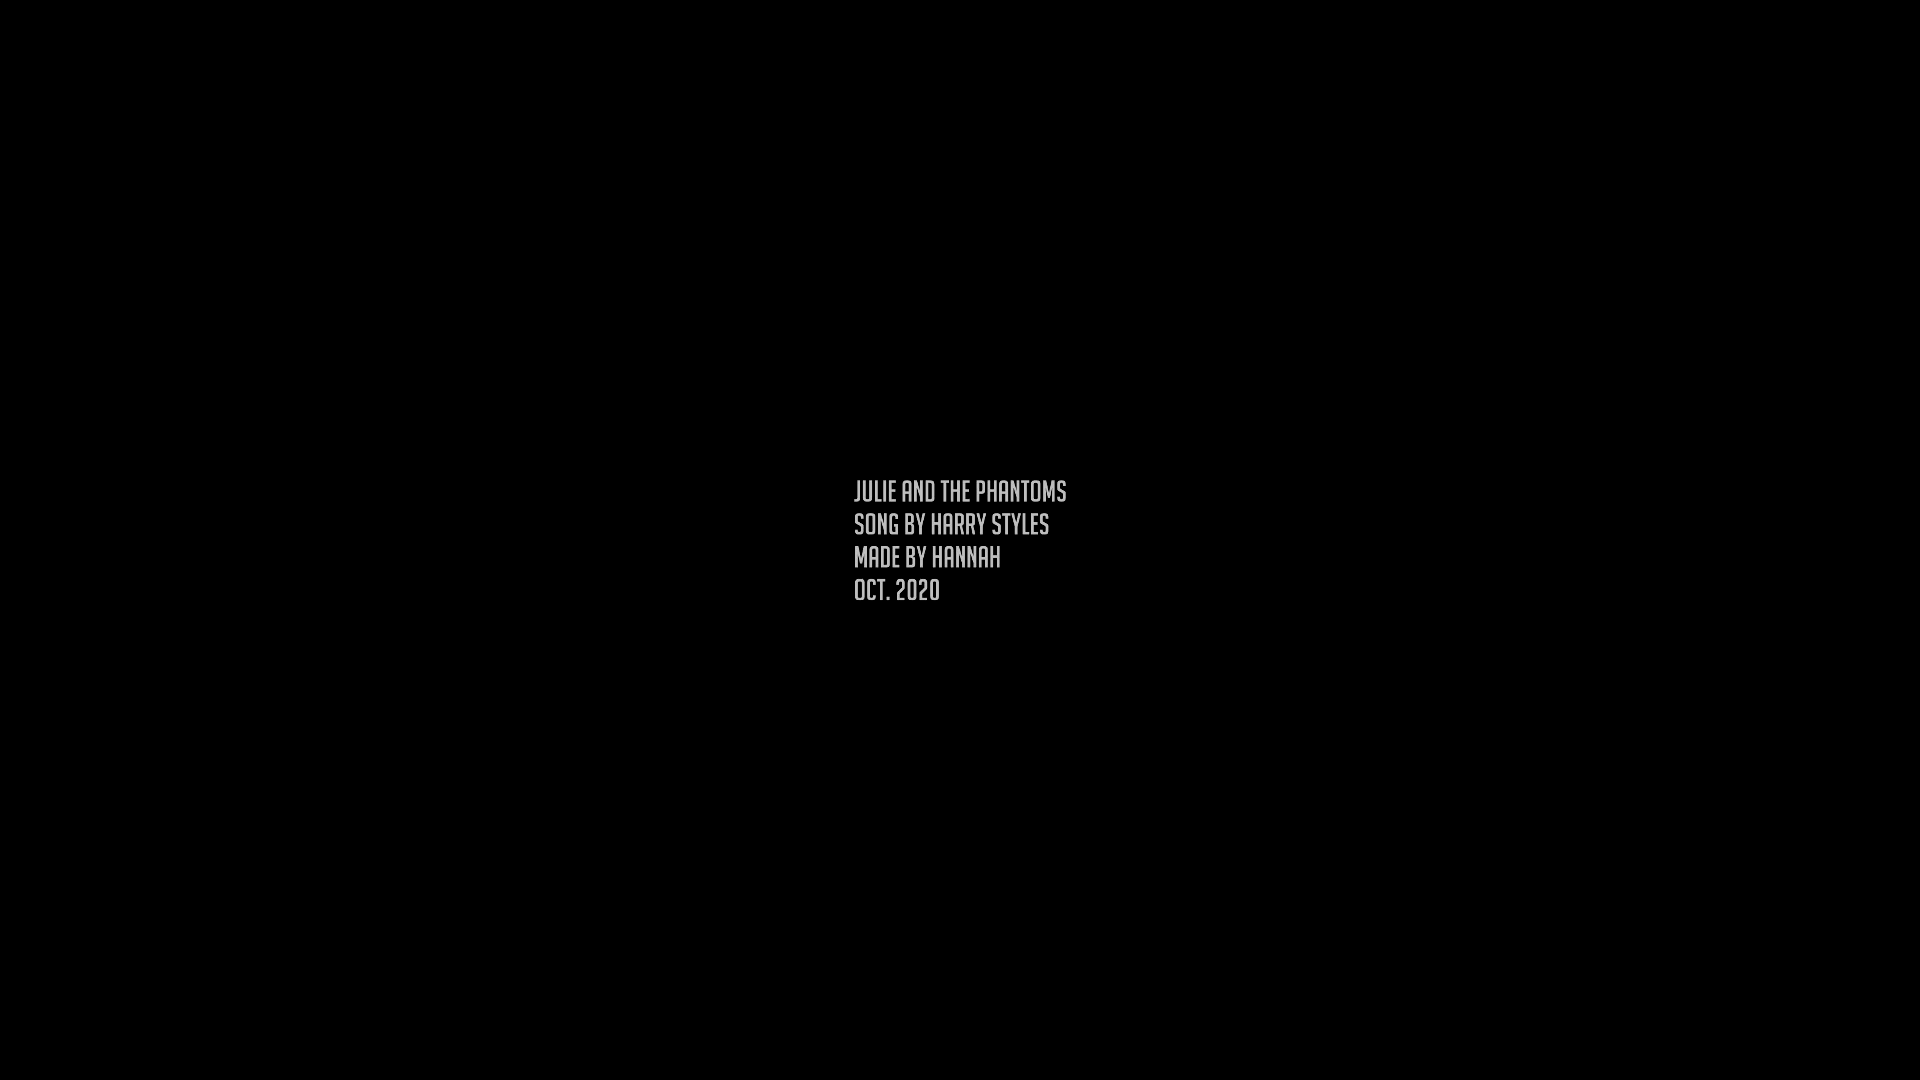 JULIE AND THE PHANTOMS
SONG BY HARRY STYLES
MADE BY HANNAH
OCT. 2020